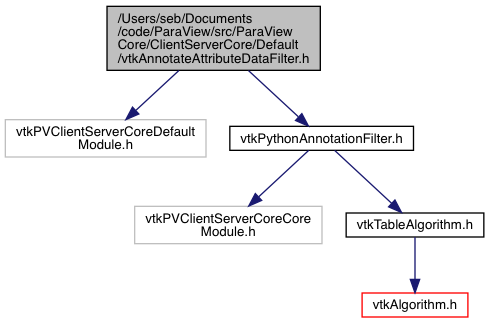 /Users/seb/Documents
/code/ParaView/src/ParaView
Core/ClientServerCore/Default
/vtkAnnotateAttributeDataFilter.h
vtkPVClientServerCoreDefault
Module.h
vtkPythonAnnotationFilter.h
vtkPVClientServerCoreCore
Module.h
vtkTableAlgorithm.h
vtkAlgorithm.h